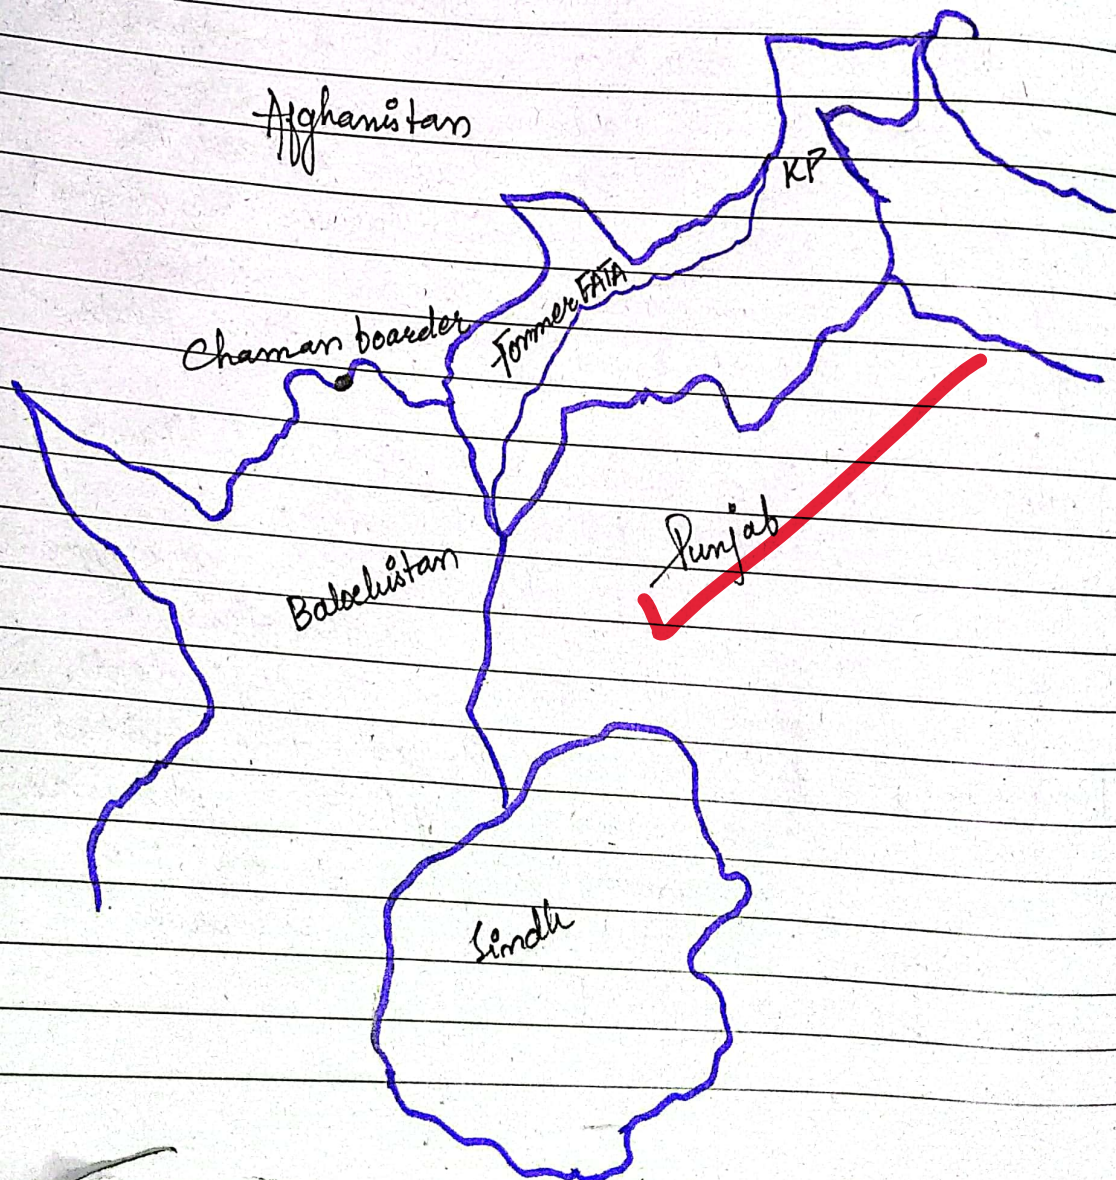 Afghanistan
KP
Former FATA
Chaman boarder
Punjab
Balochistan
Sindh